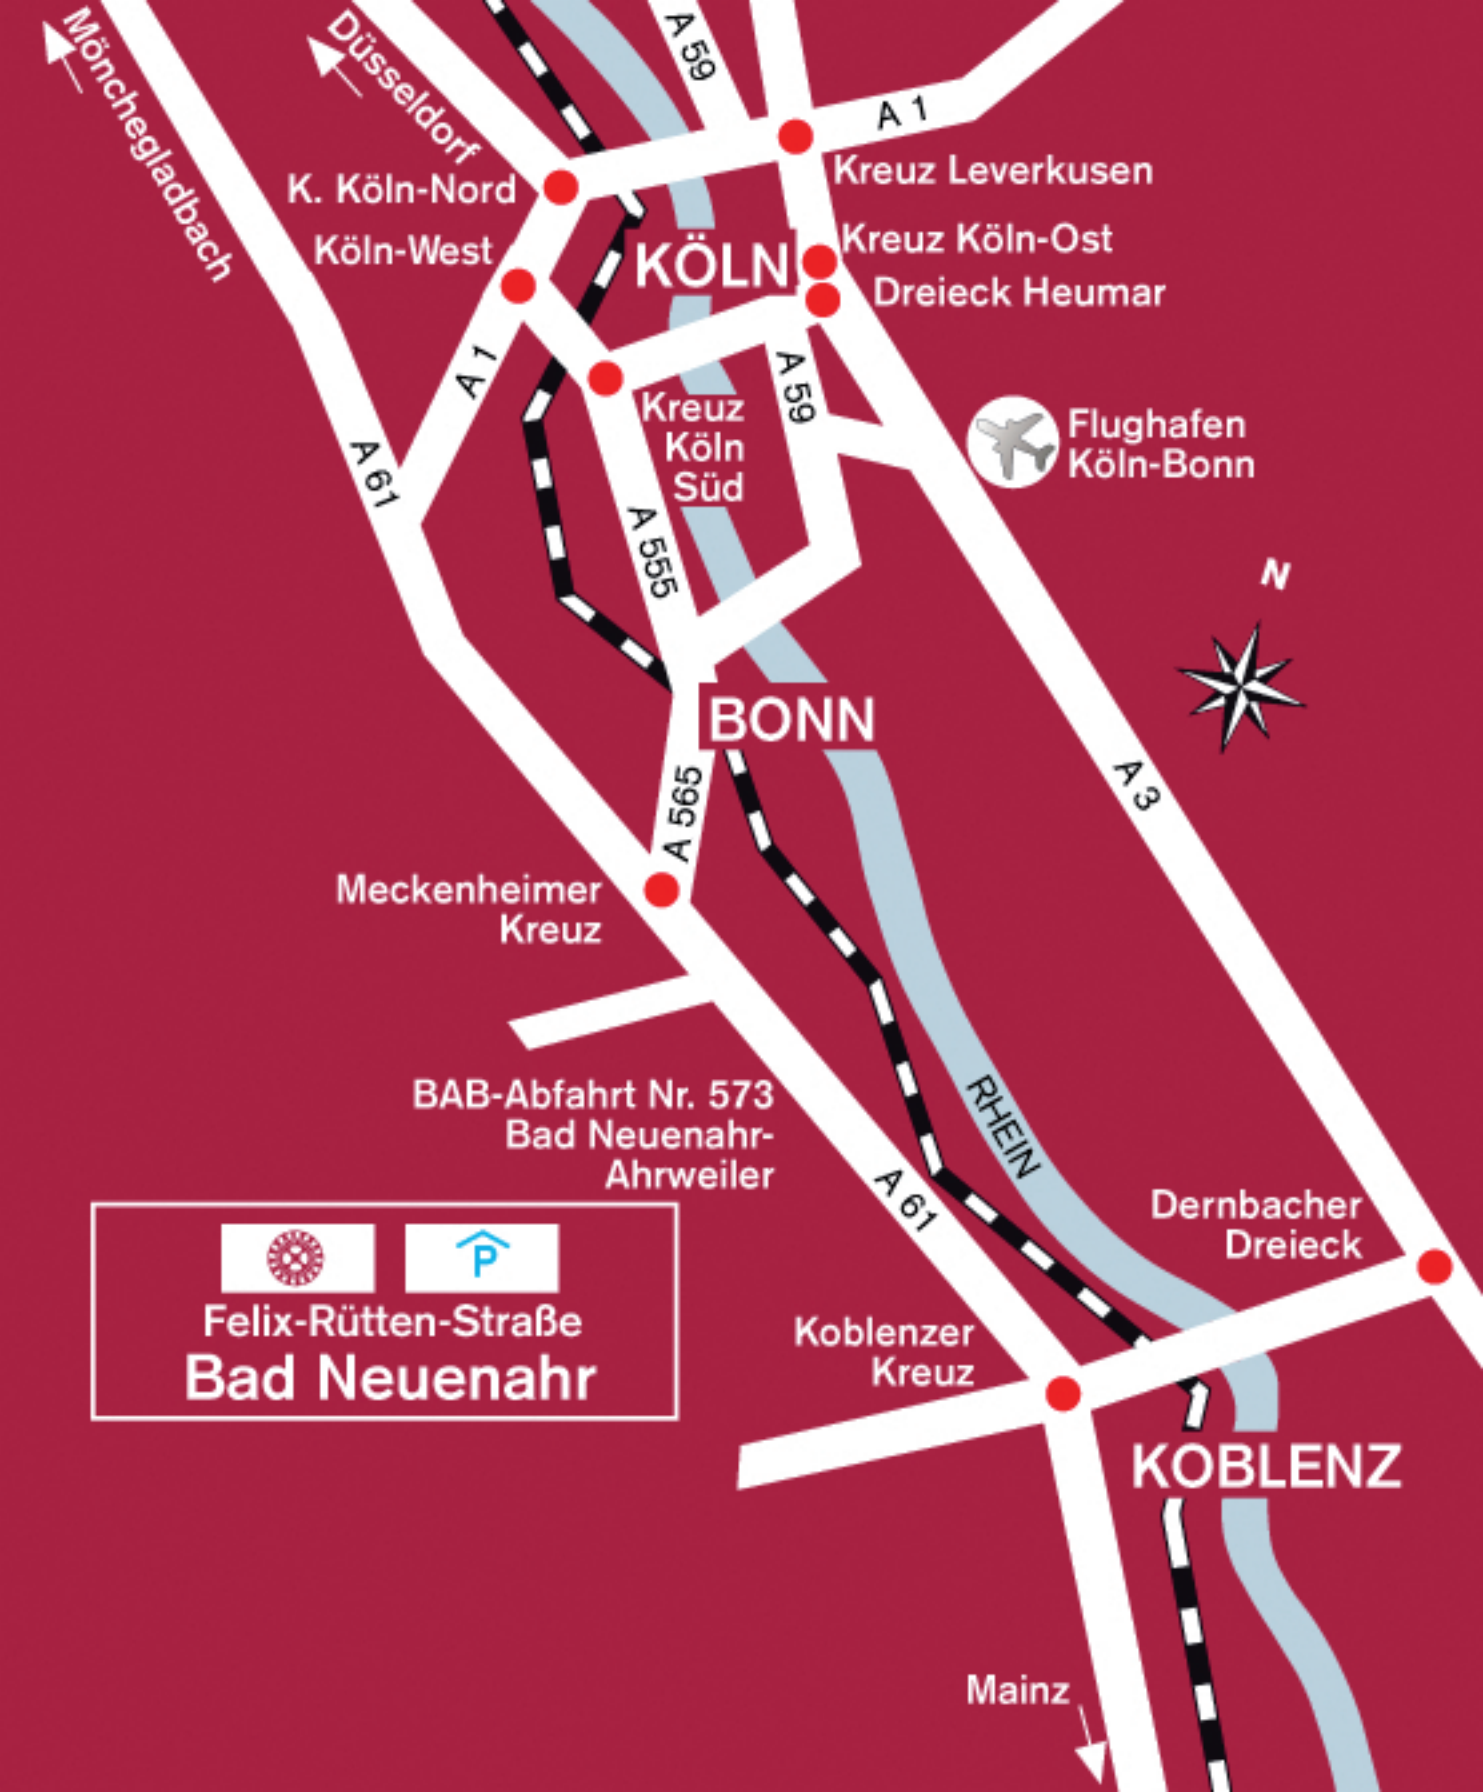 Mönchegladbach
Düsseldorf
A 59
A 1
Kreuz Leverkusen
K. Köln-Nord
Köln-West
KÖLN
Kreuz Köln-Ost
Dreieck Heumar
A 1
A 59
Kreuz
Köln
Süd
Flughafen
Köln-Bonn
A 61
A 555
N
BONN
A 565
A 3
Meckenheimer
Kreuz
BAB-Abfahrt Nr. 573
Bad Neuenahr-
Ahrweiler
RHEIN
A 61
Dernbacher
Dreieck
P
Felix-Rütten-Straße
Bad Neuenahr
Koblenzer
Kreuz
KOBLENZ
Mainz